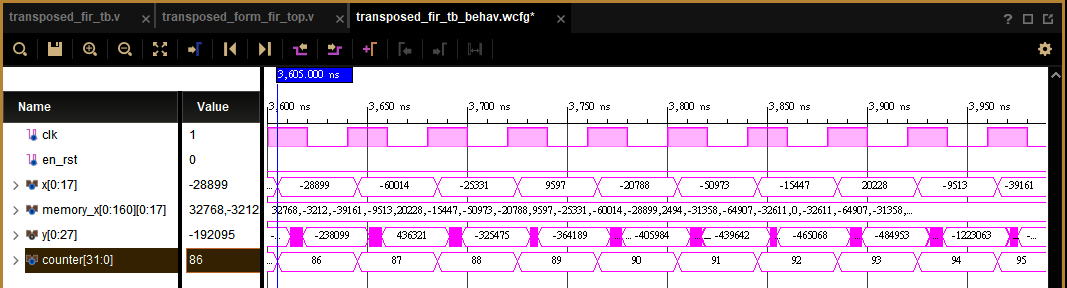 transposed_fir_tb.v × transposed_form_fir_top.v × transposed_fir_tb_behav.wcfg* × ?
3,605.000 ns
Name Value 3,600 ns 3,650 ns 3,700 ns 3,750 ns 3,800 ns 3,850 ns 3,900 ns 3,950 ns
clk 1
en_rst 0
x[0:17] -28899 ... -28899 -60014 -25331 9597 -20788 -50973 -15447 20228 -9513 -39161
memory_x[0:160][0:17] 32768,-3212 32768,-3212,-39161,-9513,20228,-15447,-50973,-20788,9597,-25331,-60014,-28899,2494,-31358,-64907,-32611,0,-32611,-64907,-31358,...
y[0:27] -192095 -... -238099 436321 -325475 -364189 ... -405984 -439642 -465068 -484953 ... -1223063 -...
counter[31:0] 86 ... 86 87 88 89 90 91 92 93 94 95